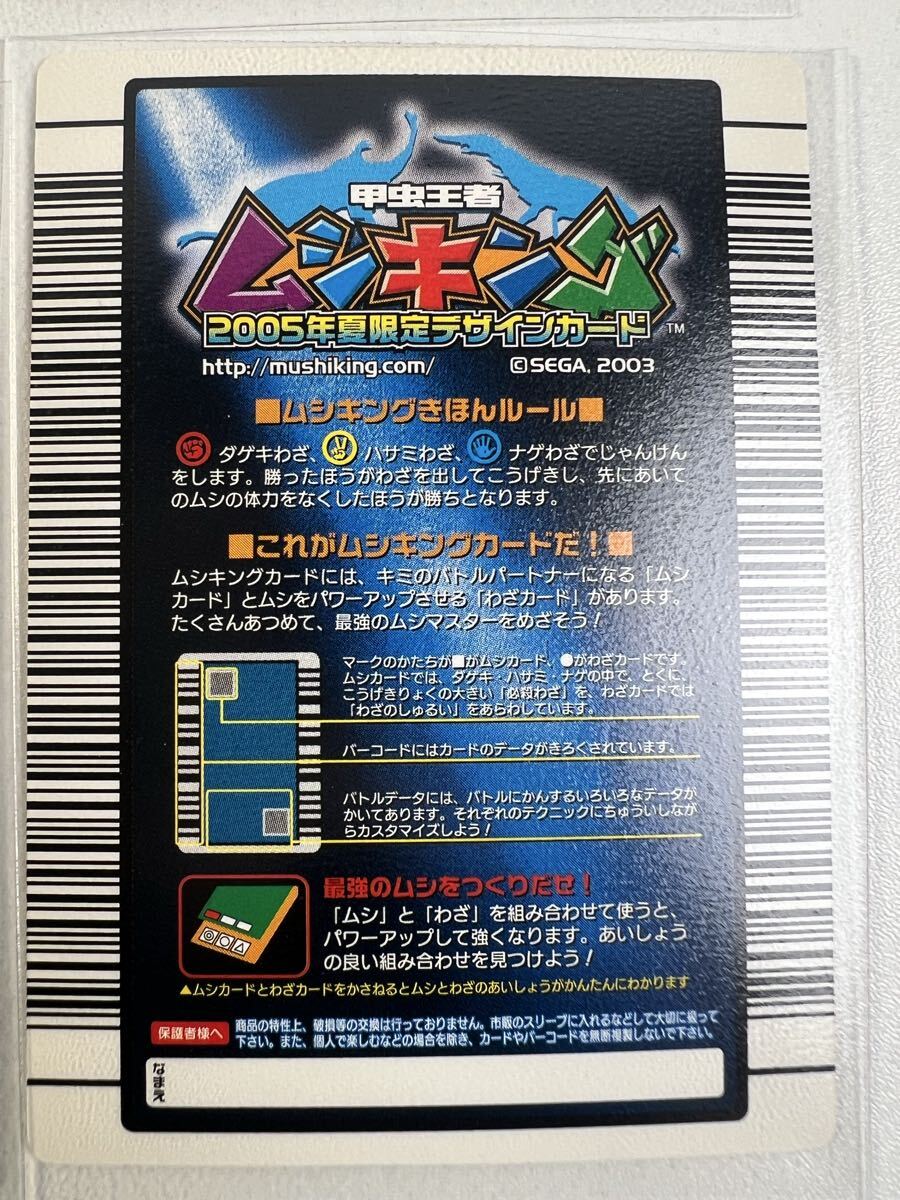 甲虫王者
ムシキング
2005年夏限定デザインカード TM
http://mushiking.com/ ©SEGA, 2003
■ムシキングきほんルール■
ダゲキわざ、ハサミわざ、ナゲわざでじゃんけん
をします。勝ったほうがわざを出してこうげきし、先にあいて
のムシの体力をなくしたほうが勝ちとなります。
■これがムシキングカードだ！■
ムシキングカードには、キミのバトルパートナーになる「ムシ
カード」とムシをパワーアップさせる「わざカード」があります。
たくさんあつめて、最強のムシマスターをめざそう！
マークのかたちが■がムシカード、●がわざカードです。
ムシカードでは、ダゲキ・ハサミ・ナゲの中で、とくに、
こうげきりょくの大きい「必殺わざ」を、わざカードでは
「わざのしゅるい」をあらわしています。
バーコードにはカードのデータがきろくされています。
バトルデータには、バトルにかんするいろいろなデータが
かいてあります。それぞれのテクニックにちゅういしなが
らカスタマイズしよう！
最強のムシをつくりだせ！
「ムシ」と「わざ」を組み合わせて使うと、
パワーアップして強くなります。あいしょう
の良い組み合わせを見つけよう！
▲ムシカードとわざカードをかさねるとムシとわざのあいしょうがかんたんにわかります
保護者様へ 商品の特性上、破損等の交換は行っておりません。市販のスリーブに入れるなどして大切に扱って
下さい。また、個人で楽しむなどの場合を除き、カードやバーコードを無断複製しないで下さい。
なまえ